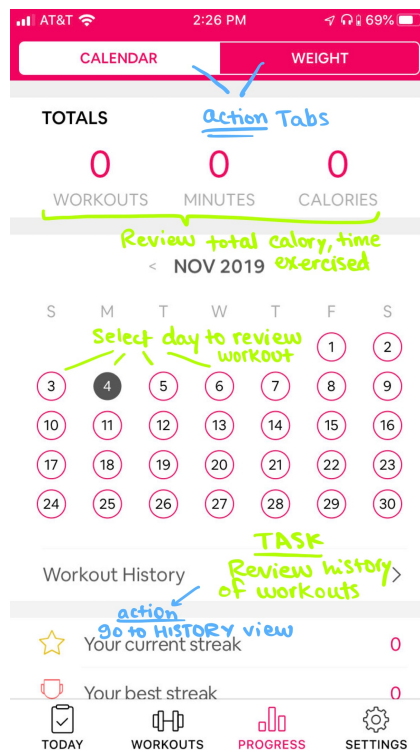 AT&T 2:26 PM 69%
CALENDAR WEIGHT
action Tabs
TOTALS
0 0 0
WORKOUTS MINUTES CALORIES
Review total calory, time
exercised
< NOV 2019
S M T W T F S
Select day to review
workout
1 2
3 4 5 6 7 8 9
10 11 12 13 14 15 16
17 18 19 20 21 22 23
24 25 26 27 28 29 30
TASK
Review history
of workouts
Workout History >
action
go to HISTORY view
Your current streak 0
Your best streak 0
TODAY WORKOUTS PROGRESS SETTINGS